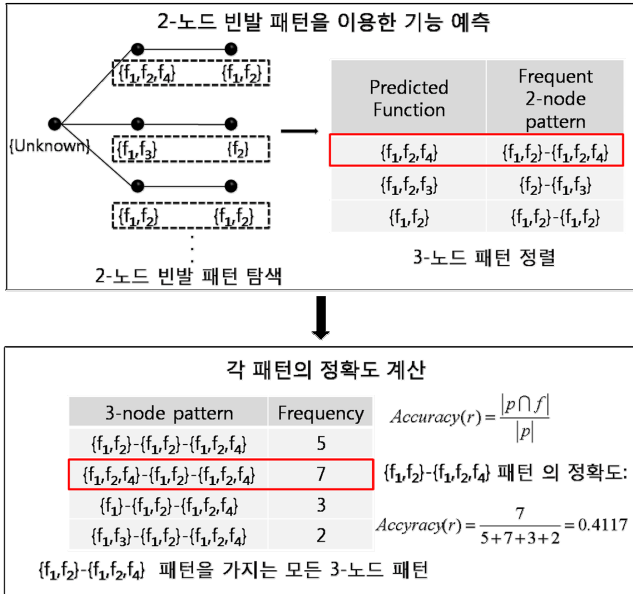 2-노드 빈발 패턴을 이용한 기능 예측
{f₁,f₂,f₄} {f₁,f₂}
{Unknown}
{f₁,f₃} {f₂}
{f₁,f₂} {f₁,f₂}
2-노드 빈발 패턴 탐색
Predicted Function
Frequent 2-node pattern
{f₁,f₂,f₄} {f₁,f₂}-{f₁,f₂,f₄}
{f₁,f₂,f₃} {f₂}-{f₁,f₃}
{f₁,f₂} {f₁,f₂}-{f₁,f₂}
3-노드 패턴 정렬
각 패턴의 정확도 계산
3-node pattern Frequency
{f₁,f₂}-{f₁,f₂}-{f₁,f₂,f₄} 5
{f₁,f₂,f₄}-{f₁,f₂}-{f₁,f₂,f₄} 7
{f₁}-{f₁,f₂}-{f₁,f₂,f₄} 3
{f₁,f₃}-{f₁,f₂}-{f₁,f₂,f₄} 2
{f₁,f₂}-{f₁,f₂,f₄} 패턴을 가지는 모든 3-노드 패턴
Accuracy(r) = |p∩f| / |p|
{f₁,f₂}-{f₁,f₂,f₄} 패턴 의 정확도:
Accyracy(r) = 7 / 5+7+3+2 = 0.4117